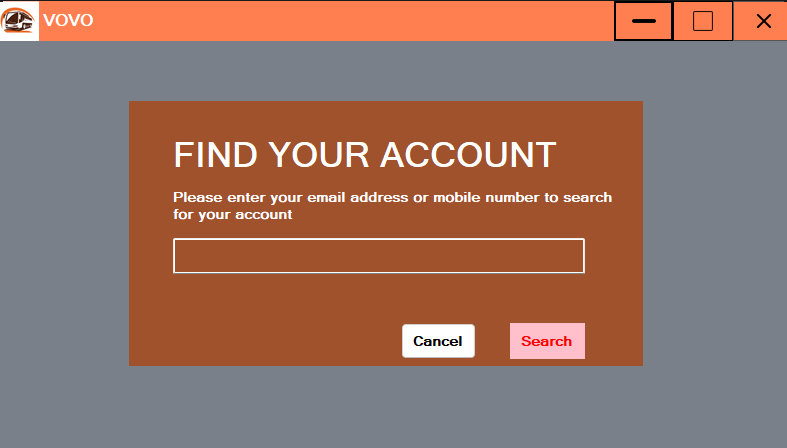 VOVO
FIND YOUR ACCOUNT
Please enter your email address or mobile number to search
for your account
Cancel
Search